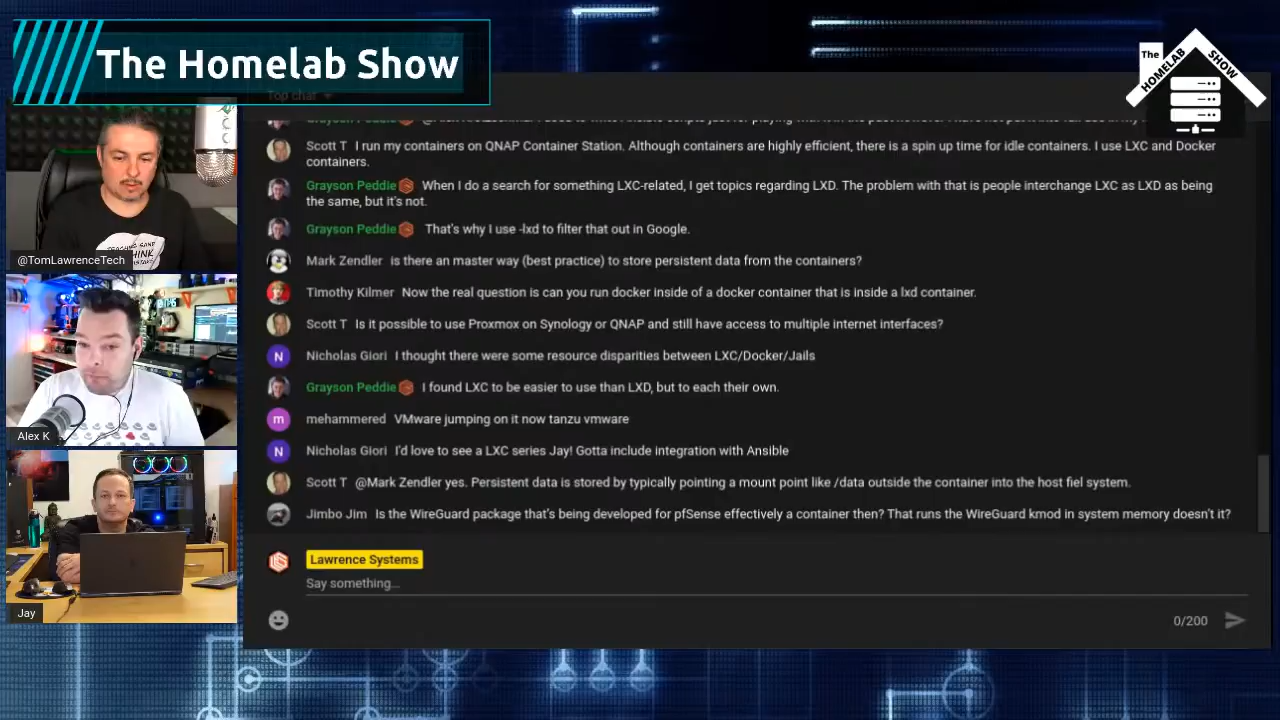 The Homelab Show
The
HOMELAB
SHOW
Top chat
Grayson Peddie
Scott T I run my containers on QNAP Container Station. Although containers are highly efficient, there is a spin up time for idle containers. I use LXC and Docker
containers.
Grayson Peddie When I do a search for something LXC-related, I get topics regarding LXD. The problem with that is people interchange LXC as LXD as being
the same, but it's not.
Grayson Peddie That's why I use -lxd to filter that out in Google.
Mark Zendler is there an master way (best practice) to store persistent data from the containers?
Timothy Kilmer Now the real question is can you run docker inside of a docker container that is inside a lxd container.
Scott T Is it possible to use Proxmox on Synology or QNAP and still have access to multiple internet interfaces?
N Nicholas Giori I thought there were some resource disparities between LXC/Docker/Jails
Grayson Peddie I found LXC to be easier to use than LXD, but to each their own.
m mehammered VMware jumping on it now tanzu vmware
N Nicholas Giori I'd love to see a LXC series Jay! Gotta include integration with Ansible
Scott T @Mark Zendler yes. Persistent data is stored by typically pointing a mount point like /data outside the container into the host fiel system.
Jimbo Jim Is the WireGuard package that's being developed for pfSense effectively a container then? That runs the WireGuard kmod in system memory doesn't it?
Lawrence Systems
Say something...
0/200
@TomLawrenceTech
Alex K
Jay